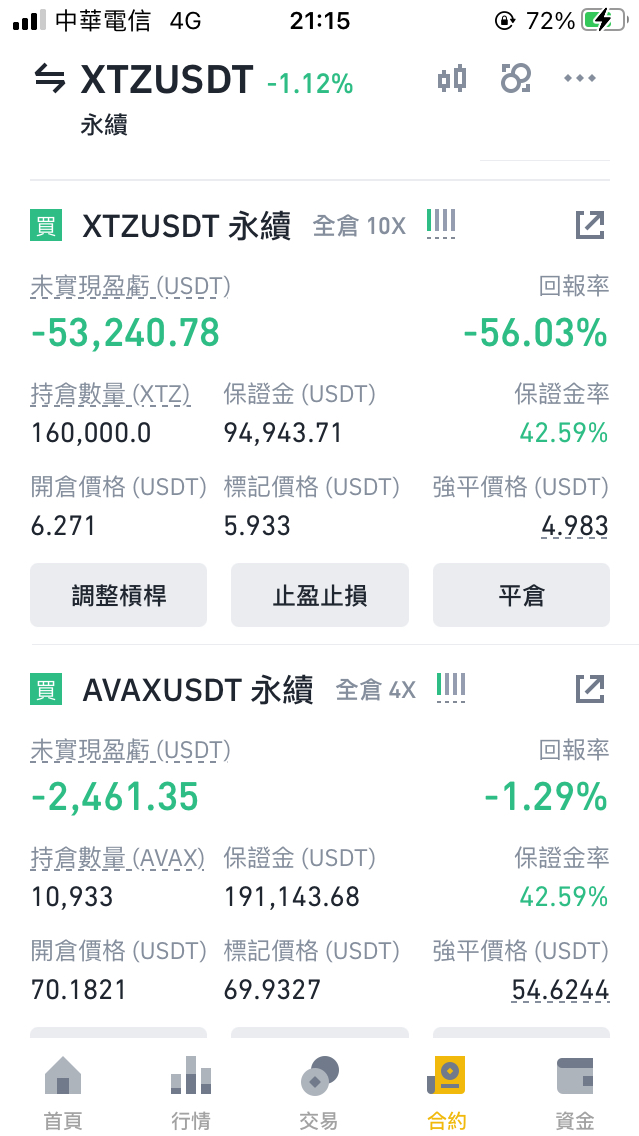 中華電信 4G 21:15 72%
XTZUSDT -1.12%
永續
買 XTZUSDT 永續 全倉 10X
未實現盈虧 (USDT) 回報率
-53,240.78 -56.03%
持倉數量 (XTZ) 保證金 (USDT) 保證金率
160,000.0 94,943.71 42.59%
開倉價格 (USDT) 標記價格 (USDT) 強平價格 (USDT)
6.271 5.933 4.983
調整槓桿 止盈止損 平倉
買 AVAXUSDT 永續 全倉 4X
未實現盈虧 (USDT) 回報率
-2,461.35 -1.29%
持倉數量 (AVAX) 保證金 (USDT) 保證金率
10,933 191,143.68 42.59%
開倉價格 (USDT) 標記價格 (USDT) 強平價格 (USDT)
70.1821 69.9327 54.6244
首頁 行情 交易 合約 資金